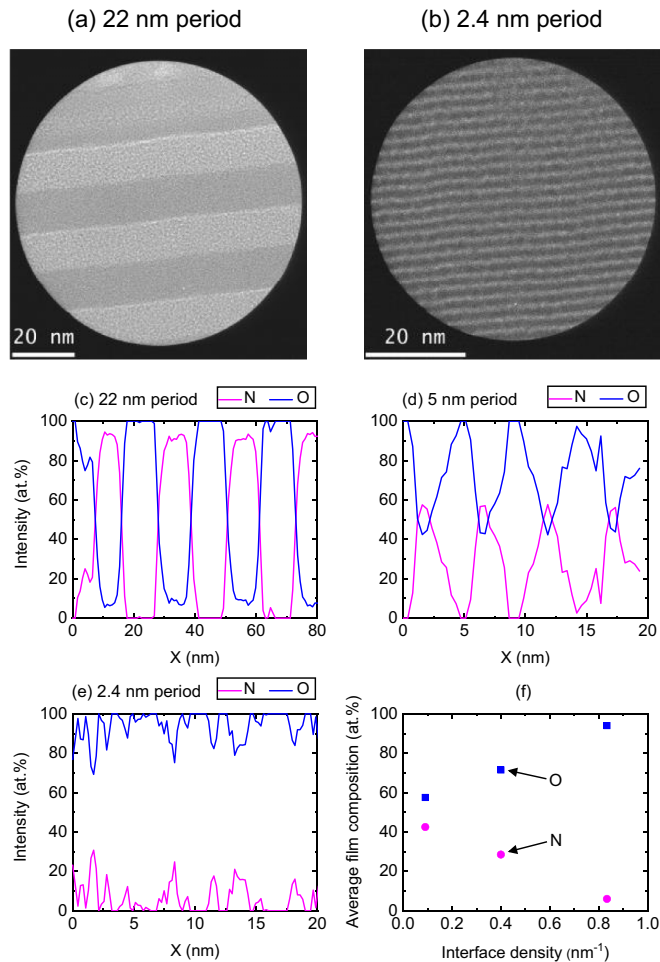 (a) 22 nm period
(b) 2.4 nm period
20 nm
20 nm
(c) 22 nm period
N O
(d) 5 nm period
N O
100
80
60
40
20
0
Intensity (at.%)
0 20 40 60 80
X (nm)
100
80
60
40
20
0
0 5 10 15 20
X (nm)
(e) 2.4 nm period
N O
(f)
100
80
60
40
20
0
Intensity (at.%)
0 5 10 15 20
X (nm)
100
80
60
40
20
0
Average film composition (at.%)
O
N
0.0 0.2 0.4 0.6 0.8 1.0
Interface density (nm⁻¹)